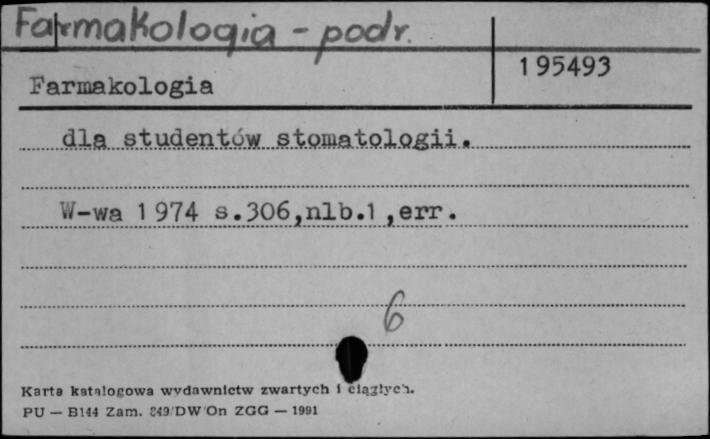 Farmakologia - podr.
195493
Farmakologia
dla studentów stomatologii.
W-wa 1974 s.306,nlb.1,err.
6
Karta katalogowa wydawnictw zwartych i ciągłych.
PU — B144 Zam. 849/DW/On ZGG — 1991